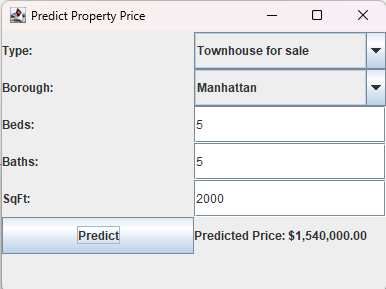 Predict Property Price
Type: Townhouse for sale
Borough: Manhattan
Beds: 5
Baths: 5
SqFt: 2000
Predict Predicted Price: $1,540,000.00